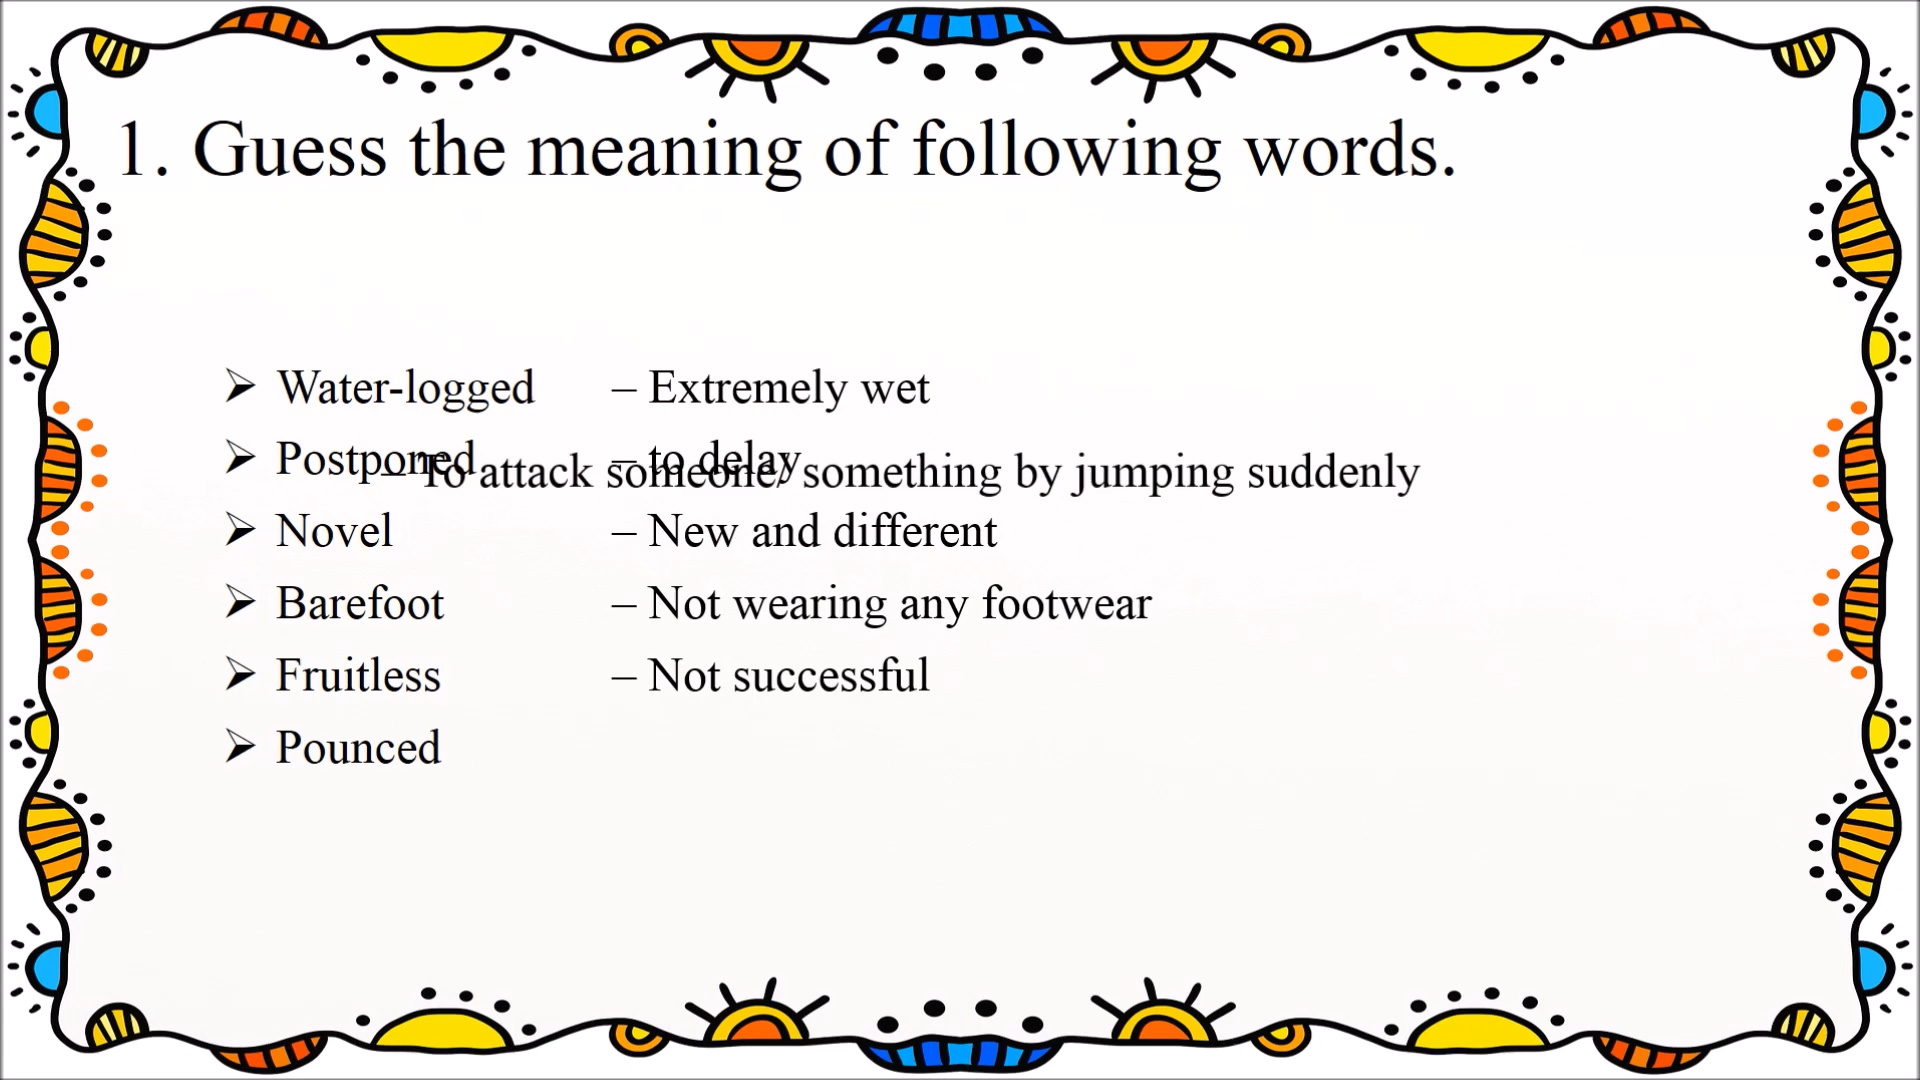 1. Guess the meaning of following words.
➢ Water-logged – Extremely wet
➢ Postponed – to delay
– To attack someone/ something by jumping suddenly
➢ Novel – New and different
➢ Barefoot – Not wearing any footwear
➢ Fruitless – Not successful
➢ Pounced